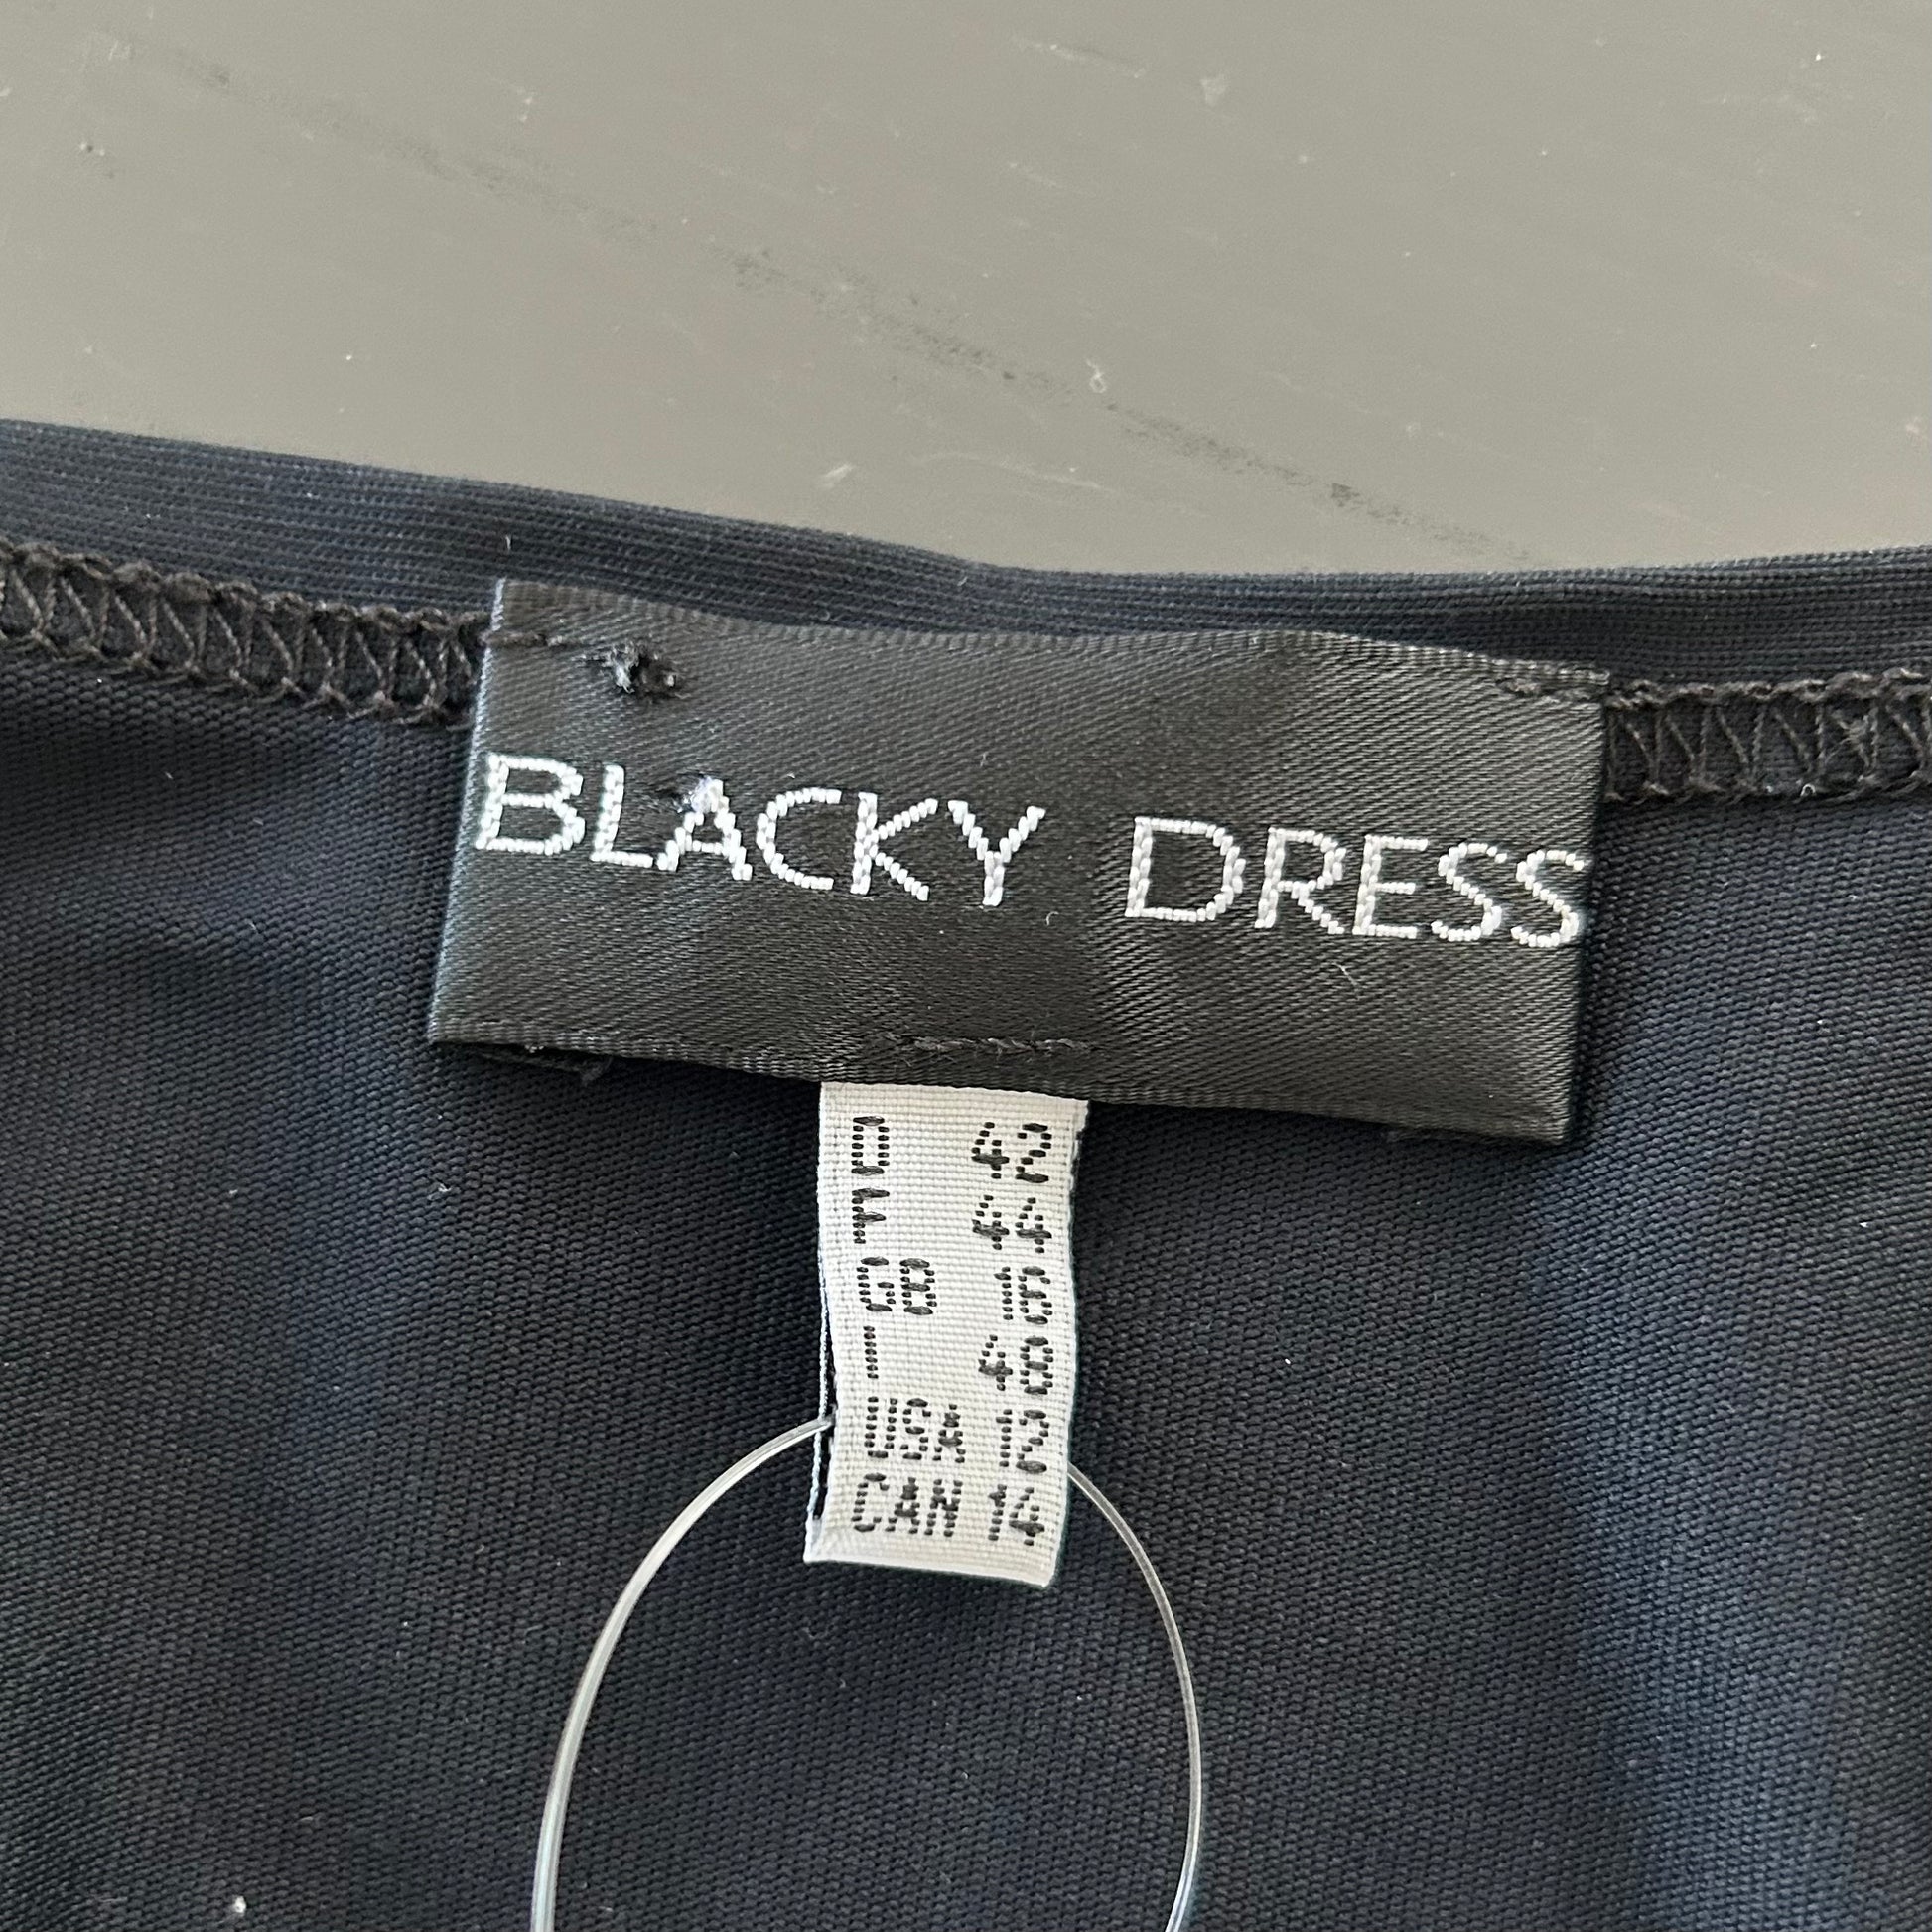 BLACKY DRESS
D 42
F 44
GB 16
I 48
USA 12
CAN 14